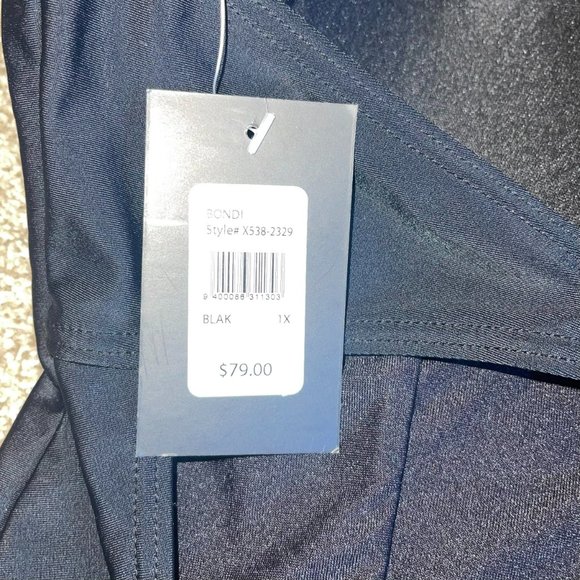 BONDI
Style# X538-2329
9 400086 311303
BLAK 1X
$79.00